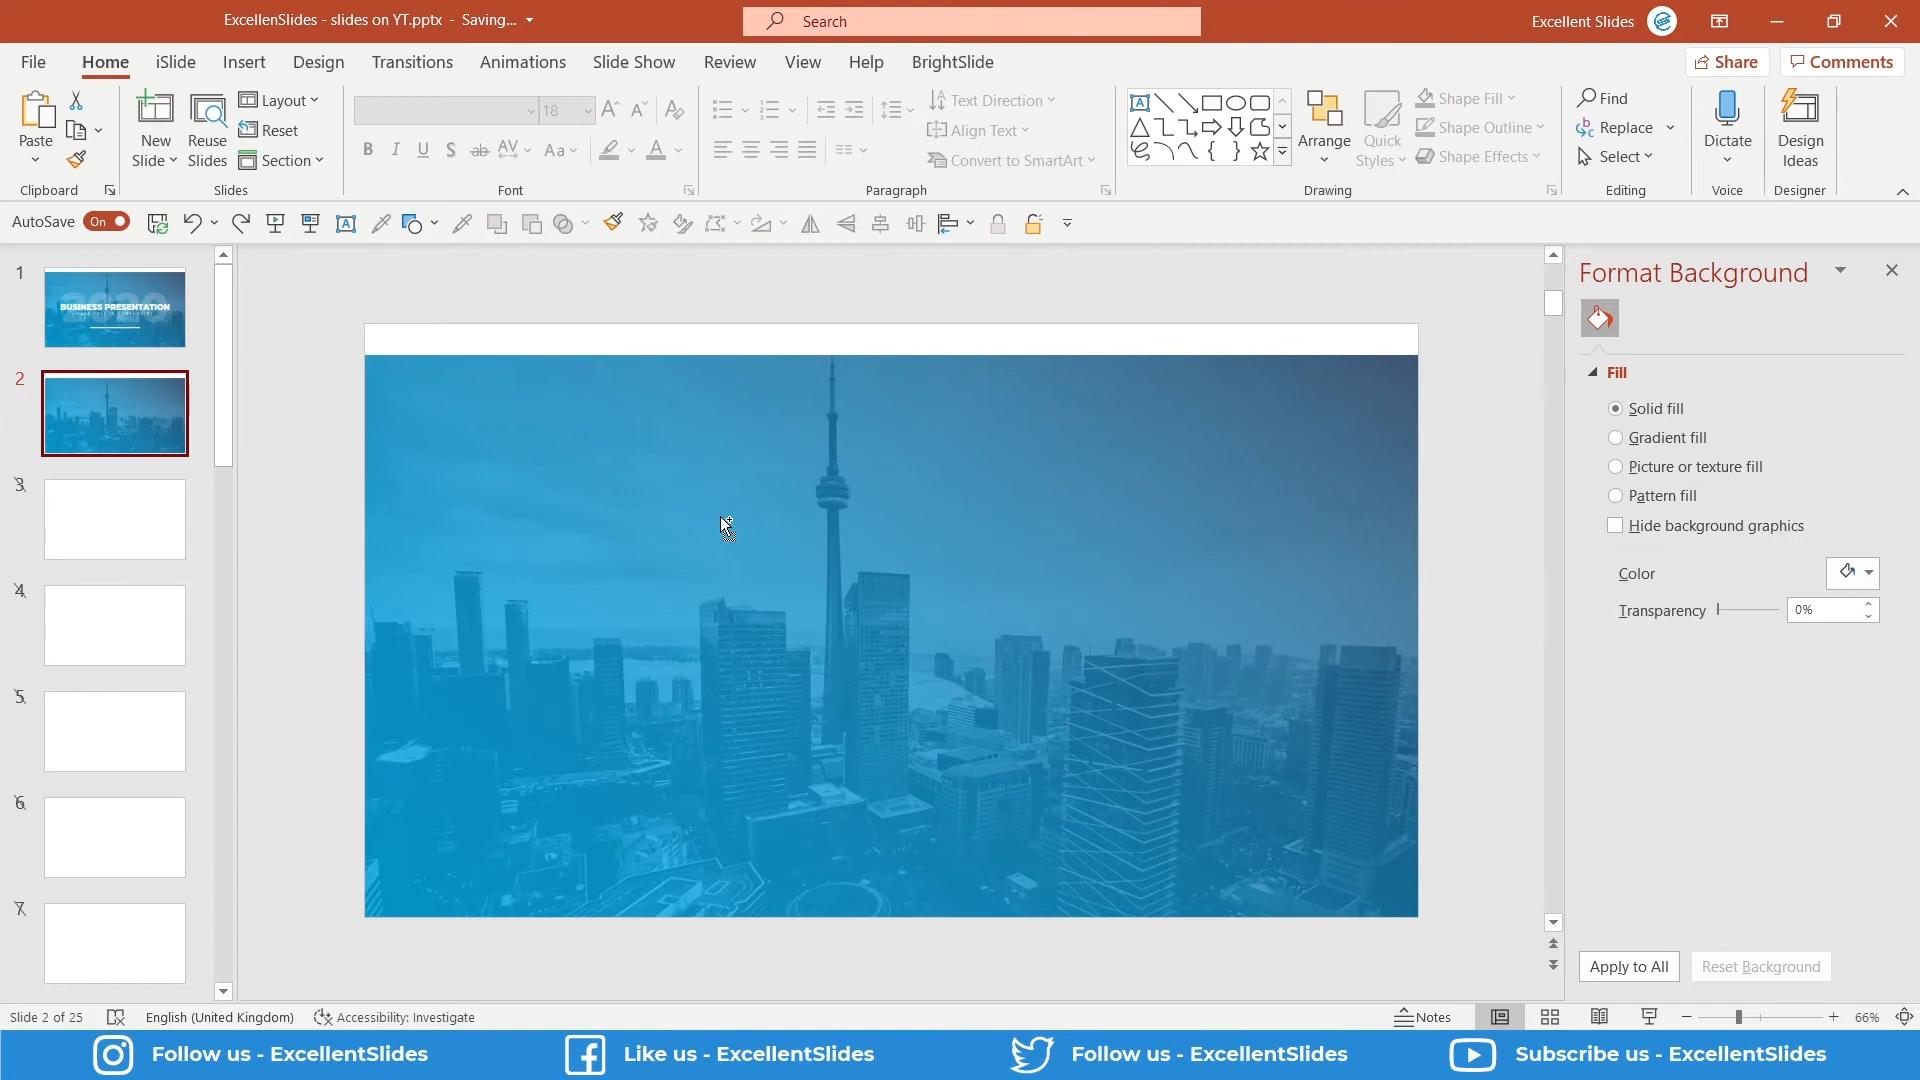 ExcellenSlides - slides on YT.pptx - Saving...
Search
Excellent Slides
File Home iSlide Insert Design Transitions Animations Slide Show Review View Help BrightSlide
Share Comments
Paste
New Slide
Reuse Slides
Layout
Reset
Section
18
B I U S ab AV Aa A
Text Direction
Align Text
Convert to SmartArt
Arrange
Quick Styles
Shape Fill
Shape Outline
Shape Effects
Find
Replace
Select
Dictate
Design Ideas
Clipboard Slides Font Paragraph Drawing Editing Voice Designer
AutoSave On
1
2020
BUSINESS PRESENTATION
2
3
4
5
6
7
Format Background
Fill
Solid fill
Gradient fill
Picture or texture fill
Pattern fill
Hide background graphics
Color
Transparency 0%
Apply to All Reset Background
Slide 2 of 25 English (United Kingdom) Accessibility: Investigate Notes 66%
Follow us - ExcellentSlides Like us - ExcellentSlides Follow us - ExcellentSlides Subscribe us - ExcellentSlides